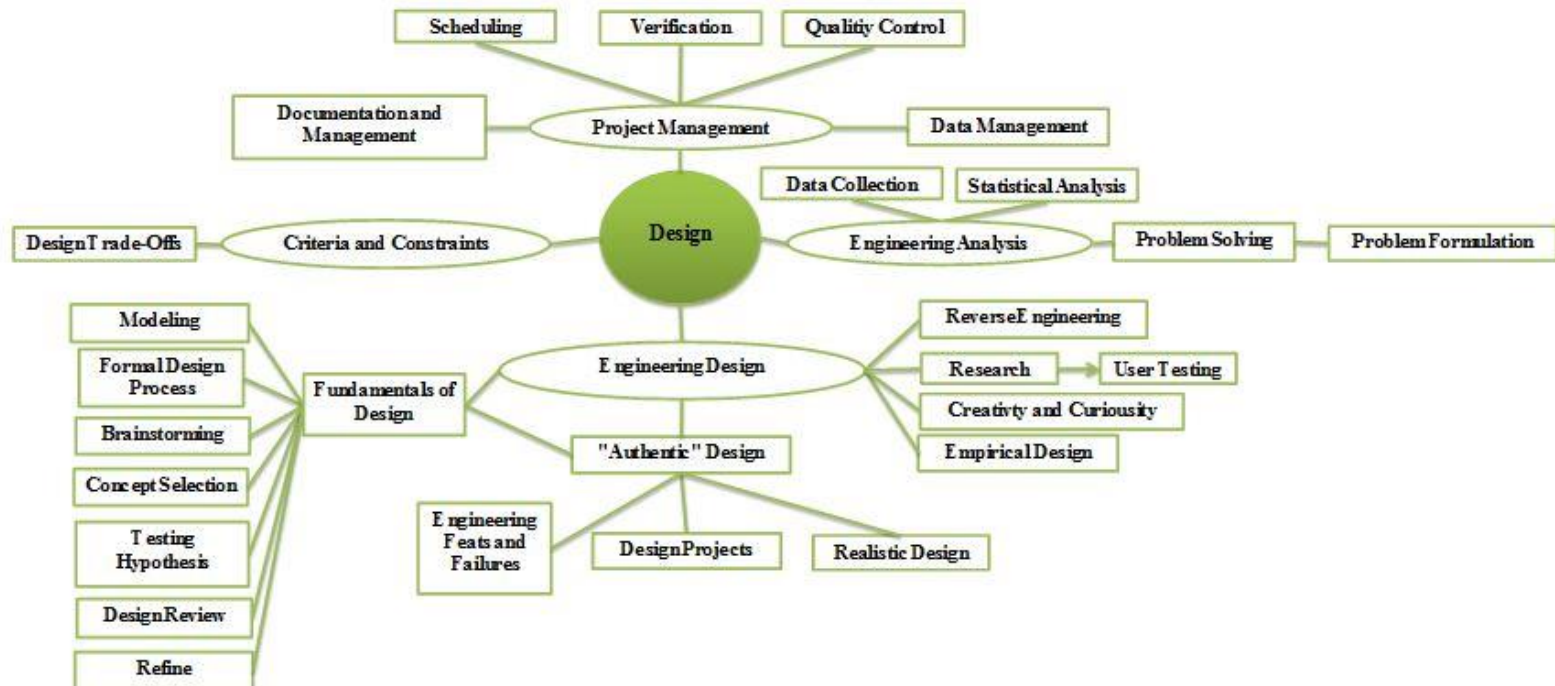 Scheduling
Verification
Qualitiy Control
Documentation and
Management
Project Management
Data Management
Data Collection
Statistical Analysis
Design Trade-Offs
Criteria and Constraints
Design
Engineering Analysis
Problem Solving
Problem Formulation
Modeling
Formal Design
Process
Brainstorming
Concept Selection
Testing
Hypothesis
Design Review
Refine
Fundamentals of
Design
Engineering Design
Reverse Engineering
Research
User Testing
Creativty and Curiousity
Empirical Design
"Authentic" Design
Engineering
Feats and
Failures
Design Projects
Realistic Design